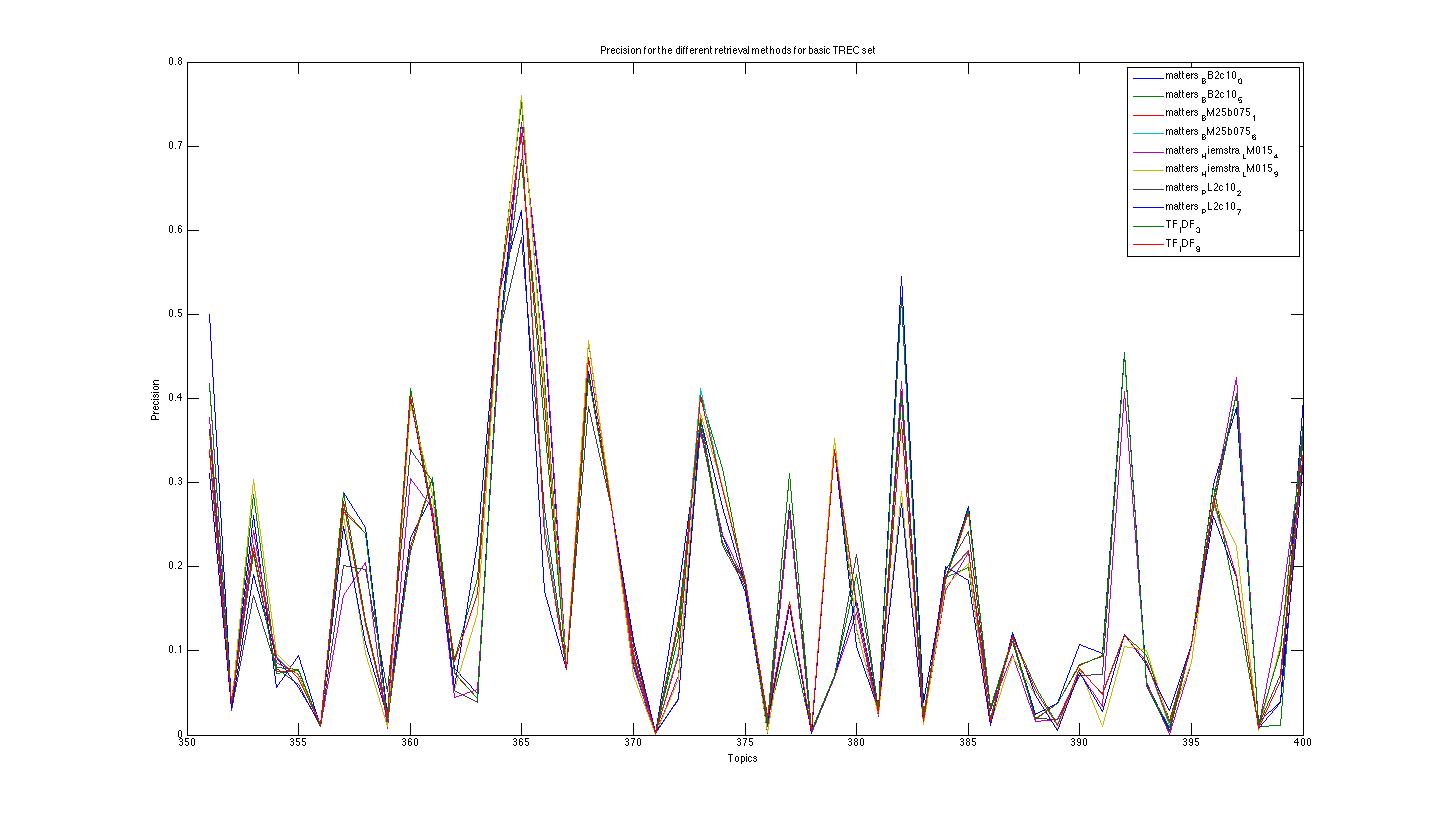 Precision for the different retrieval methods for basic TREC set
0.8
0.7
0.6
0.5
0.4
0.3
0.2
0.1
0
Precision
350 355 360 365 370 375 380 385 390 395 400
Topics
matters_BB2c10_0
matters_BB2c10_5
matters_BM25b075_1
matters_BM25b075_6
matters_Hiemstra_LM015_4
matters_Hiemstra_LM015_9
matters_PL2c10_2
matters_PL2c10_7
TF_IDF_3
TF_IDF_8